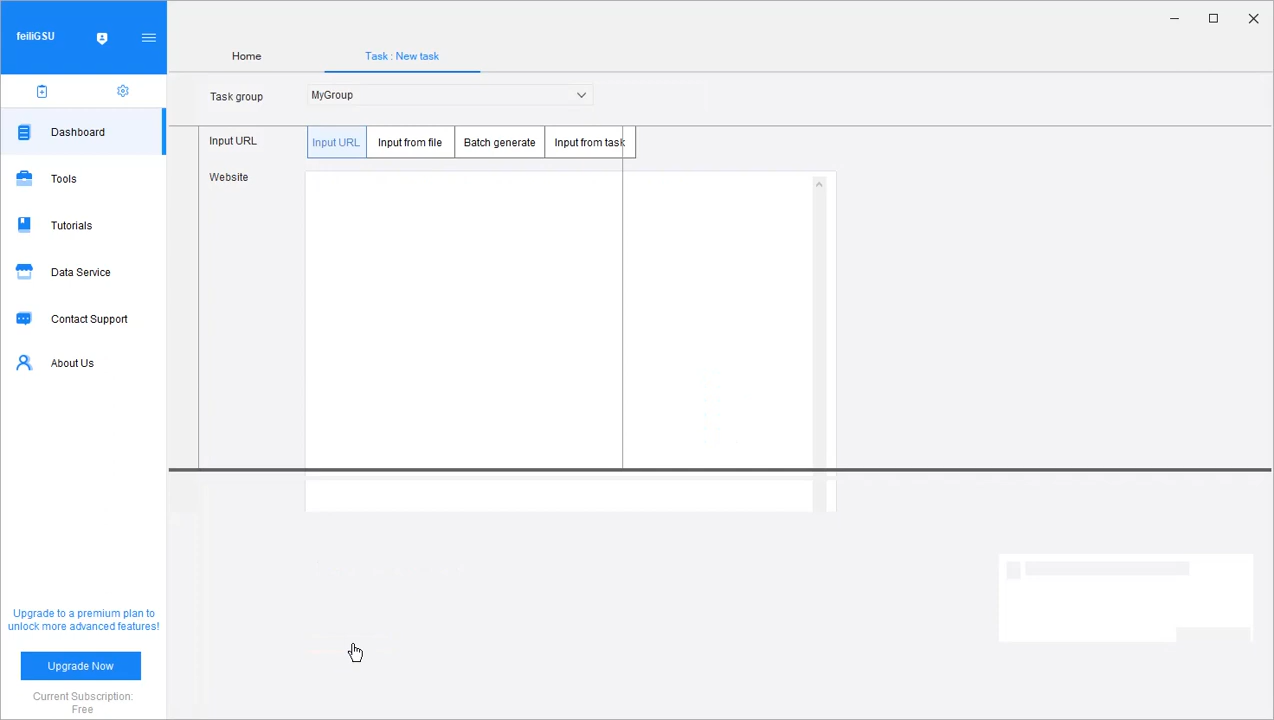 feiliGSU
Home
Task : New task
Task group
MyGroup
Dashboard
Input URL
Input URL
Input from file
Batch generate
Input from task
Website
Tools
Tutorials
Data Service
Contact Support
About Us
Upgrade to a premium plan to
unlock more advanced features!
Upgrade Now
Current Subscription:
Free